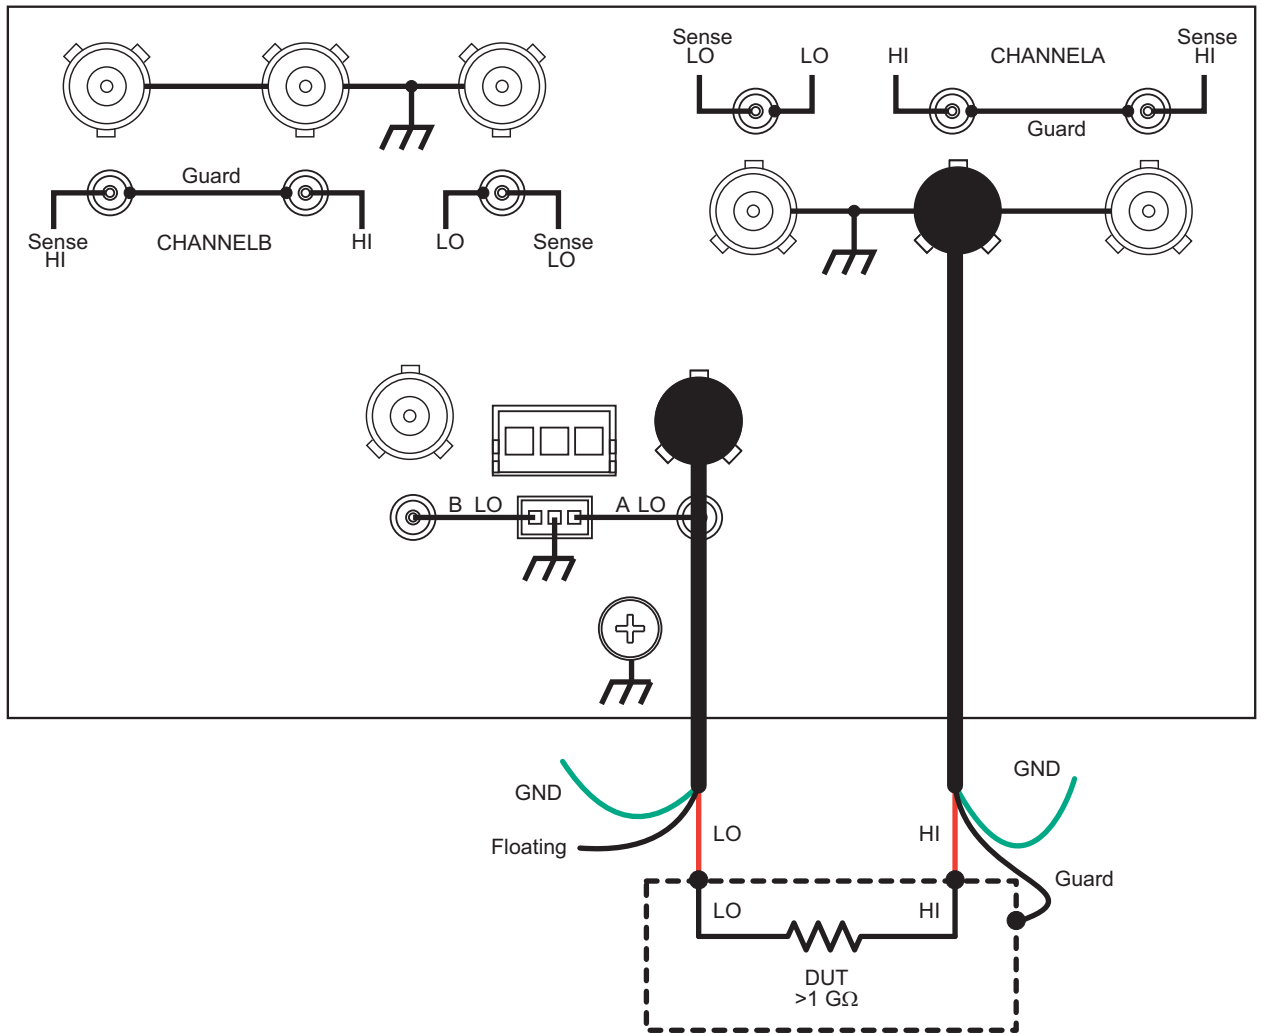 Sense
LO
LO
HI
CHANNELA
Sense
HI
Guard
Guard
Sense
HI
CHANNELB
HI
LO
Sense
LO
B LO
A LO
GND
Floating
LO
HI
GND
Guard
LO
HI
DUT
>1 GΩ